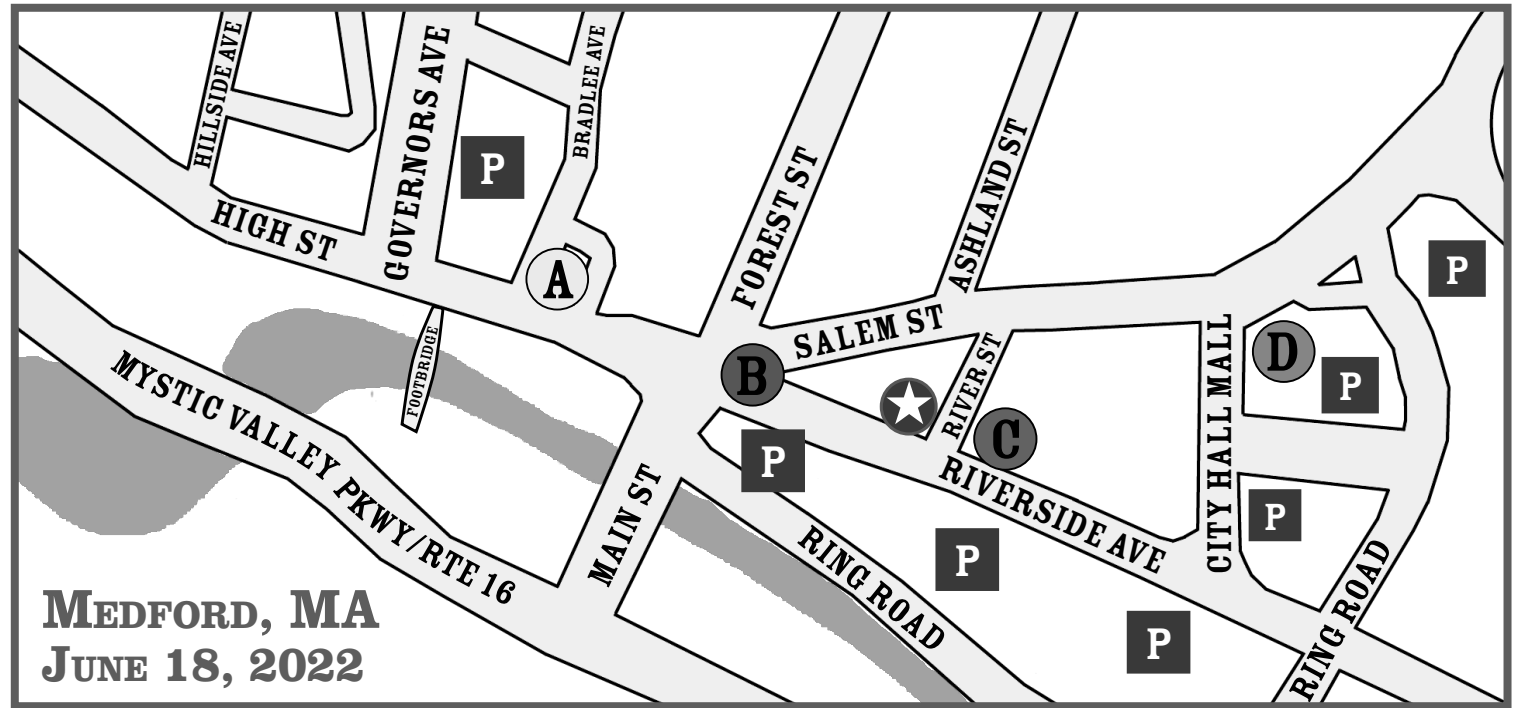 HILLSIDE AVE
GOVERNORS AVE
BRADLEE AVE
P
HIGH ST
A
FOREST ST
ASHLAND ST
P
SALEM ST
B
FOOTBRIDGE
RIVER ST
C
CITY HALL MALL
D
P
MYSTIC VALLEY PKWY/RTE 16
MAIN ST
P
RIVERSIDE AVE
P
RING ROAD
P
P
RING ROAD
MEDFORD, MA
JUNE 18, 2022